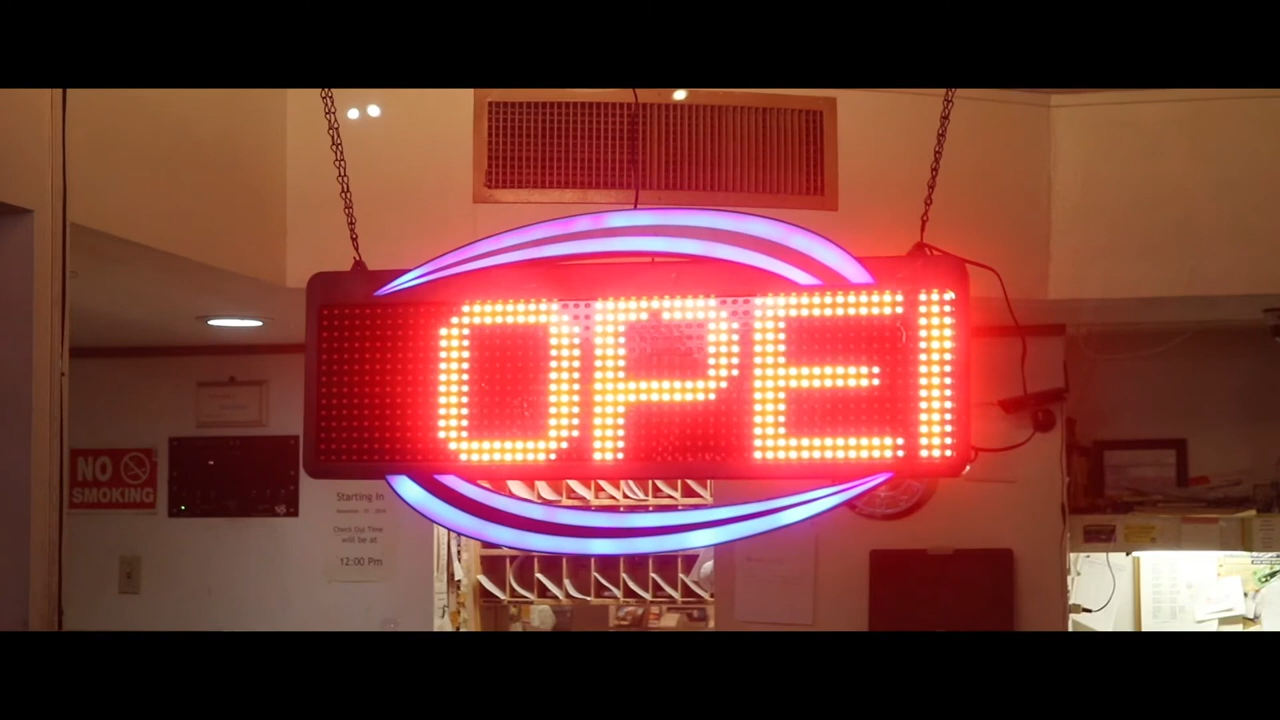 OPEI
NO
SMOKING
Starting In
Check Out Time
will be at
12:00 Pm